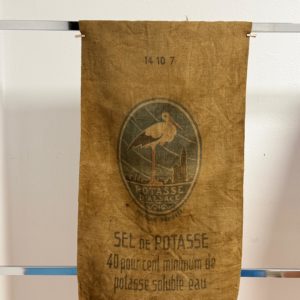 14 10 7
POTASSE
D'ALSACE
SEL DE POTASSE
40 pour cent minimum de
potasse soluble eau